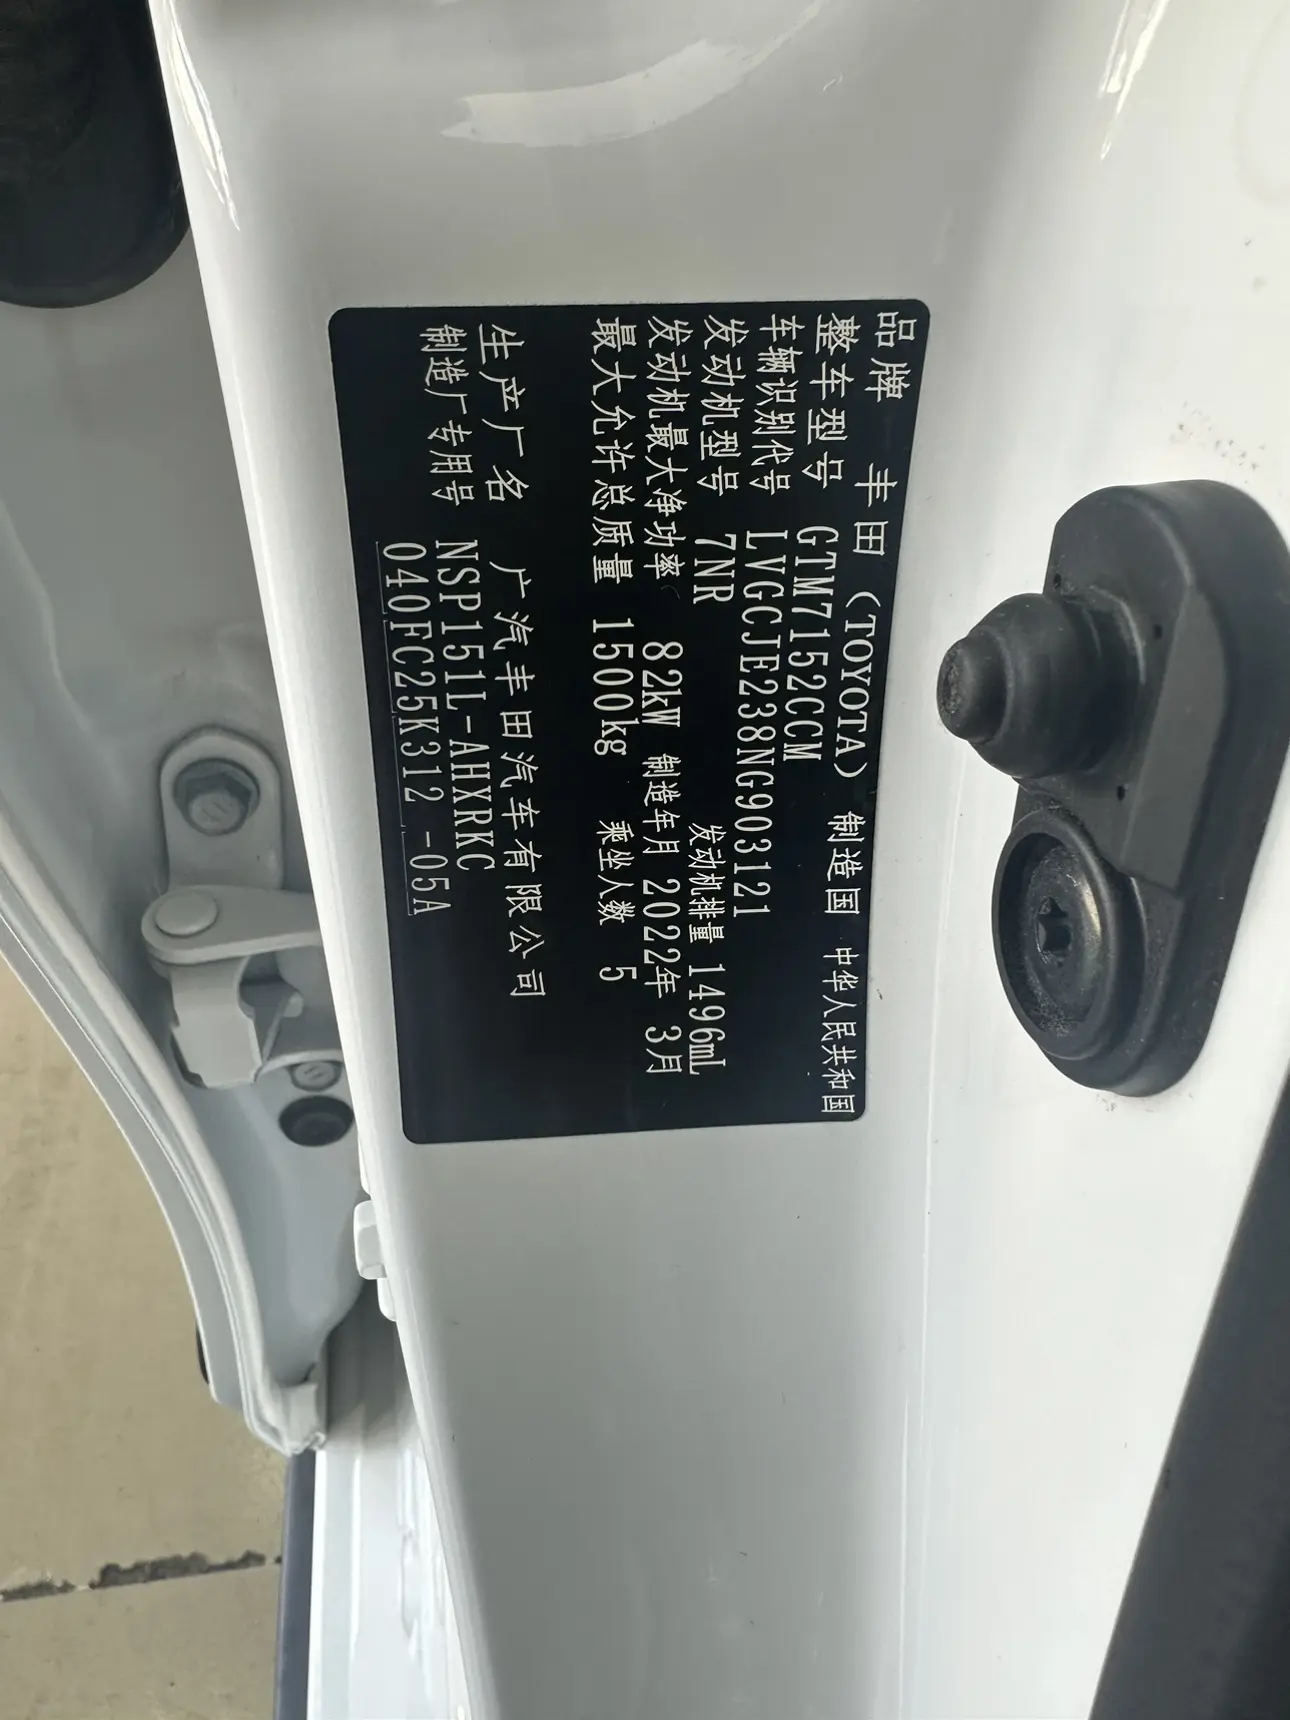 品牌 丰田（TOYOTA） 制造国 中华人民共和国
整车型号 GTM7152CCM
车辆识别代号 LVGCJE238NG903121
发动机型号 7NR 发动机排量 1496mL
发动机最大净功率 82kW 制造年月 2022年 3月
最大允许总质量 1500kg 乘坐人数 5
生产厂名 广汽丰田汽车有限公司
制造厂专用号 NSP151L-AHXRKC
040FC25K312 -05A